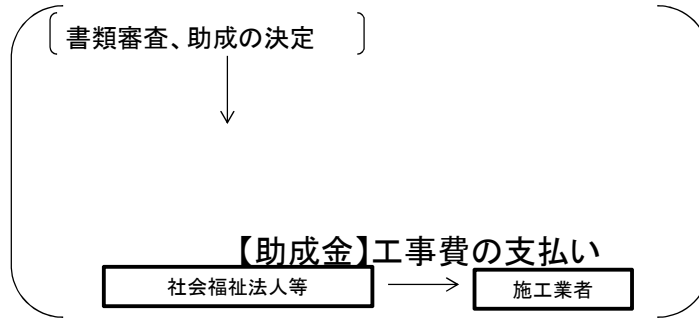 書類審査、助成の決定
【助成金】工事費の支払い
社会福祉法人等
施工業者